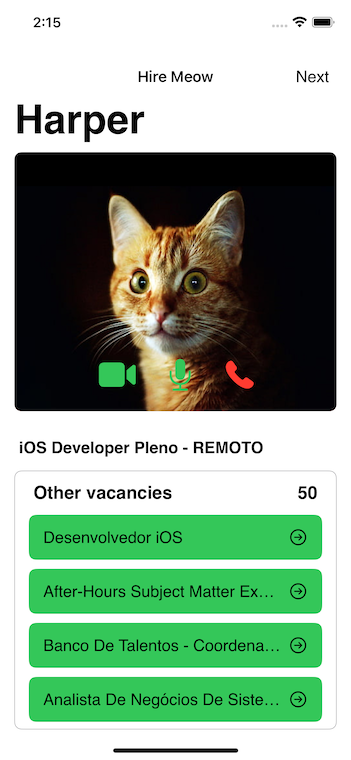 2:15
Hire Meow
Next
Harper
iOS Developer Pleno - REMOTO
Other vacancies 50
Desenvolvedor iOS
After-Hours Subject Matter Ex...
Banco De Talentos - Coordena...
Analista De Negócios De Siste...